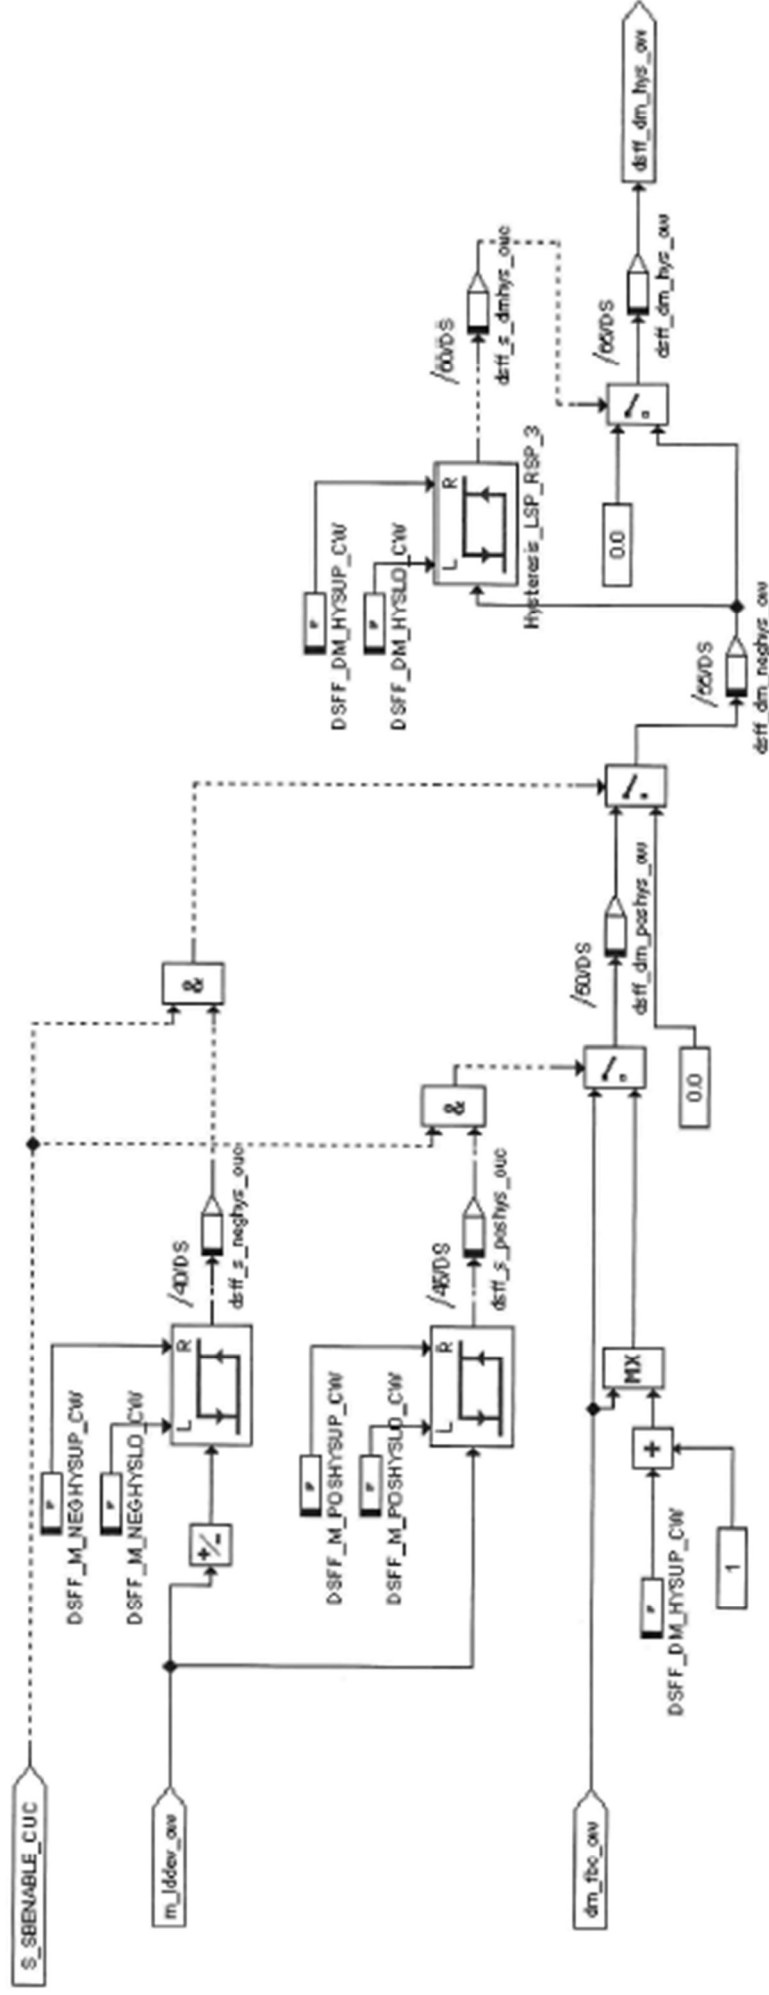 S_SBENABLE_CUC
DSFF_M_NEGHYSUP_CW
P
DSFF_M_NEGHYSLO_CW
P
L
R
/40/DS
dsff_s_neghys_ouc
&
m_lddev_ow
+/-
DSFF_M_POSHYSUP_CW
P
DSFF_M_POSHYSLO_CW
P
L
R
/45/DS
dsff_s_poshys_ouc
&
DSFF_DM_HYSUP_CW
P
DSFF_DM_HYSLO_CW
P
L
R
Hysteresis_LSP_RSP_3
/60/DS
dsff_s_dmhys_ouc
dm_fbc_ow
DSFF_DM_HYSUP_CW
P
1
+
MX
0.0
/50/DS
dsff_dm_poshys_ow
/55/DS
dsff_dm_neghys_ow
0.0
/65/DS
dsff_dm_hys_ow
dsff_dm_hys_ow